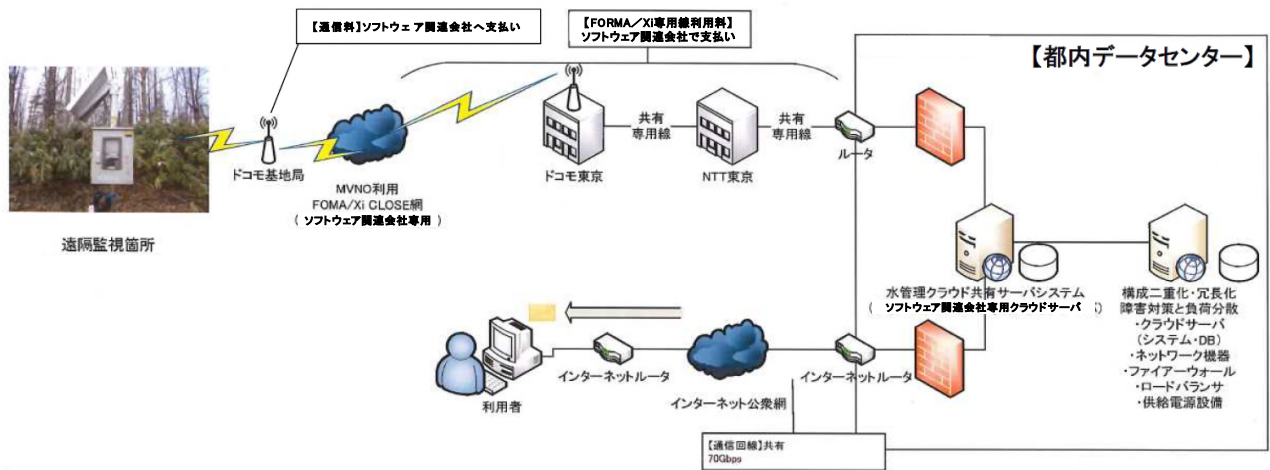 【通信料】ソフトウェア関連会社へ支払い
【FORMA／Xi専用線利用料】
ソフトウェア関連会社で支払い
【都内データセンター】
共有
専用線
共有
専用線
ルータ
ドコモ基地局
ドコモ東京
NTT東京
MVNO利用
FOMA/Xi CLOSE網
( ソフトウェア関連会社専用 )
遠隔監視箇所
水管理クラウド共有サーバシステム
( ソフトウェア関連会社専用クラウドサーバ )
構成二重化・冗長化
障害対策と負荷分散
・クラウドサーバ
(システム・DB)
・ネットワーク機器
・ファイアーウォール
・ロードバランサ
・供給電源設備
利用者
インターネットルータ
インターネット公衆網
インターネットルータ
【通信回線】共有
70Gbps